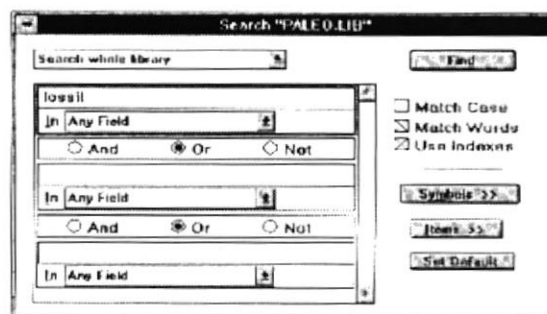 Search "PALEO.LIB"
Search whole library
Find
fossil
In Any Field
Match Case
Match Words
Use Indexes
And Or Not
In Any Field
Symbols >>
And Or Not
Items >>
In Any Field
Set Default